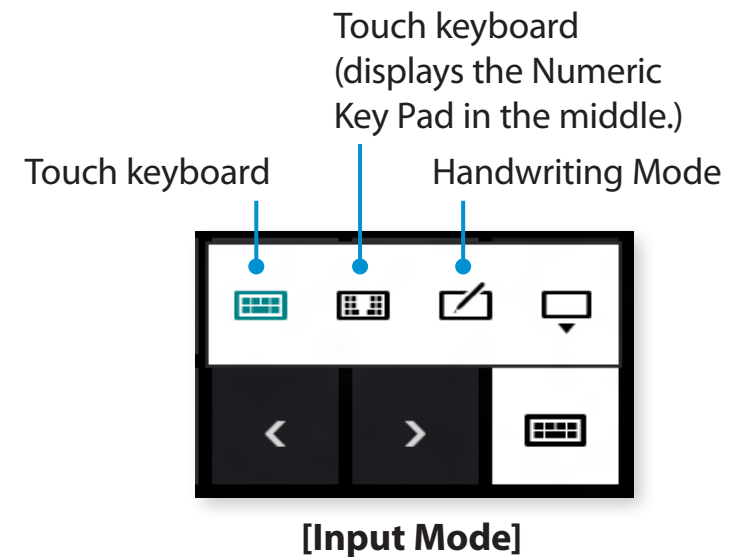 Touch keyboard
(displays the Numeric
Key Pad in the middle.)
Touch keyboard
Handwriting Mode
[Input Mode]